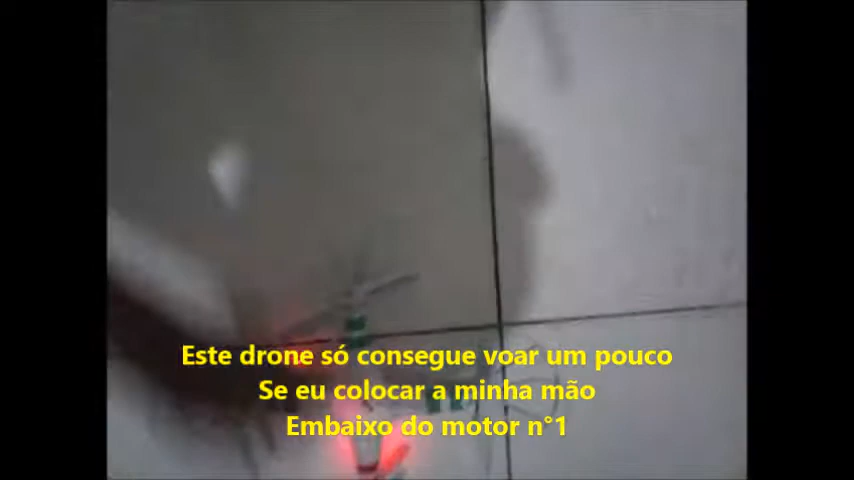 Este drone só consegue voar um pouco
Se eu colocar a minha mão
Embaixo do motor n°1